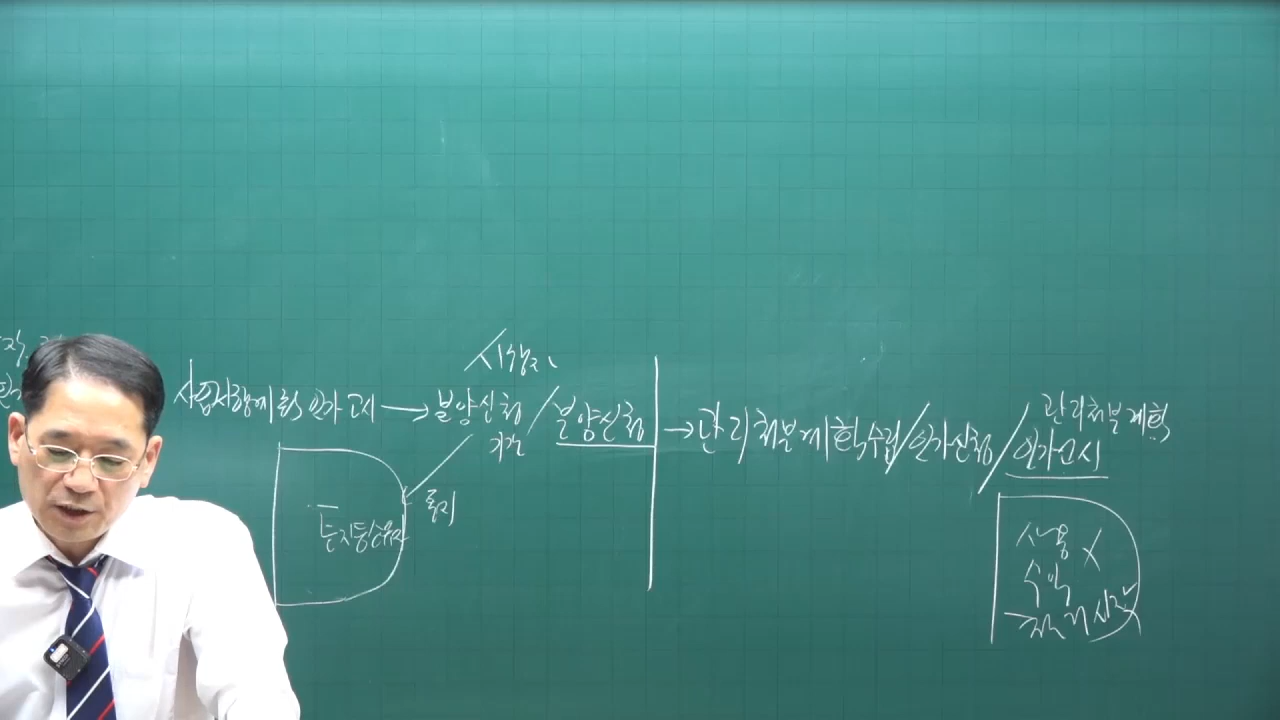 시행자
사업시행계획 인가 고시 → 분양신청 / 분양신청 → 관리처분계획수립 / 인가신청 / 관리처분계획
기간
인가고시
통지
토지등소유자
사용 X
수익